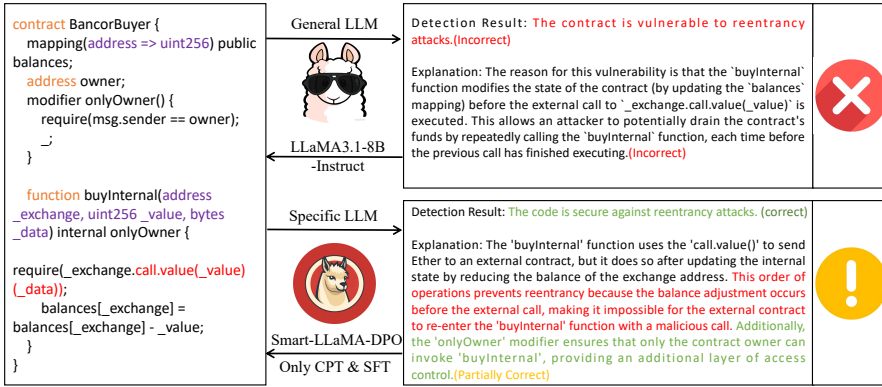 contract BancorBuyer {
mapping(address => uint256) public
balances;
address owner;
modifier onlyOwner() {
require(msg.sender == owner);
_;
}
function buyInternal(address
_exchange, uint256 _value, bytes
_data) internal onlyOwner {
require(_exchange.call.value(_value)
(_data));
balances[_exchange] =
balances[_exchange] - _value;
}
}
General LLM
LLaMA3.1-8B
-Instruct
Specific LLM
Smart-LLaMA-DPO
Only CPT & SFT
Detection Result: The contract is vulnerable to reentrancy
attacks.(Incorrect)
Explanation: The reason for this vulnerability is that the `buyInternal`
function modifies the state of the contract (by updating the `balances`
mapping) before the external call to `_exchange.call.value(_value)` is
executed. This allows an attacker to potentially drain the contract's
funds by repeatedly calling the `buyInternal` function, each time before
the previous call has finished executing.(Incorrect)
Detection Result: The code is secure against reentrancy attacks. (correct)
Explanation: The 'buyInternal' function uses the 'call.value()' to send
Ether to an external contract, but it does so after updating the internal
state by reducing the balance of the exchange address. This order of
operations prevents reentrancy because the balance adjustment occurs
before the external call, making it impossible for the external contract
to re-enter the 'buyInternal' function with a malicious call. Additionally,
the 'onlyOwner' modifier ensures that only the contract owner can
invoke 'buyInternal', providing an additional layer of access
control.(Partially Correct)